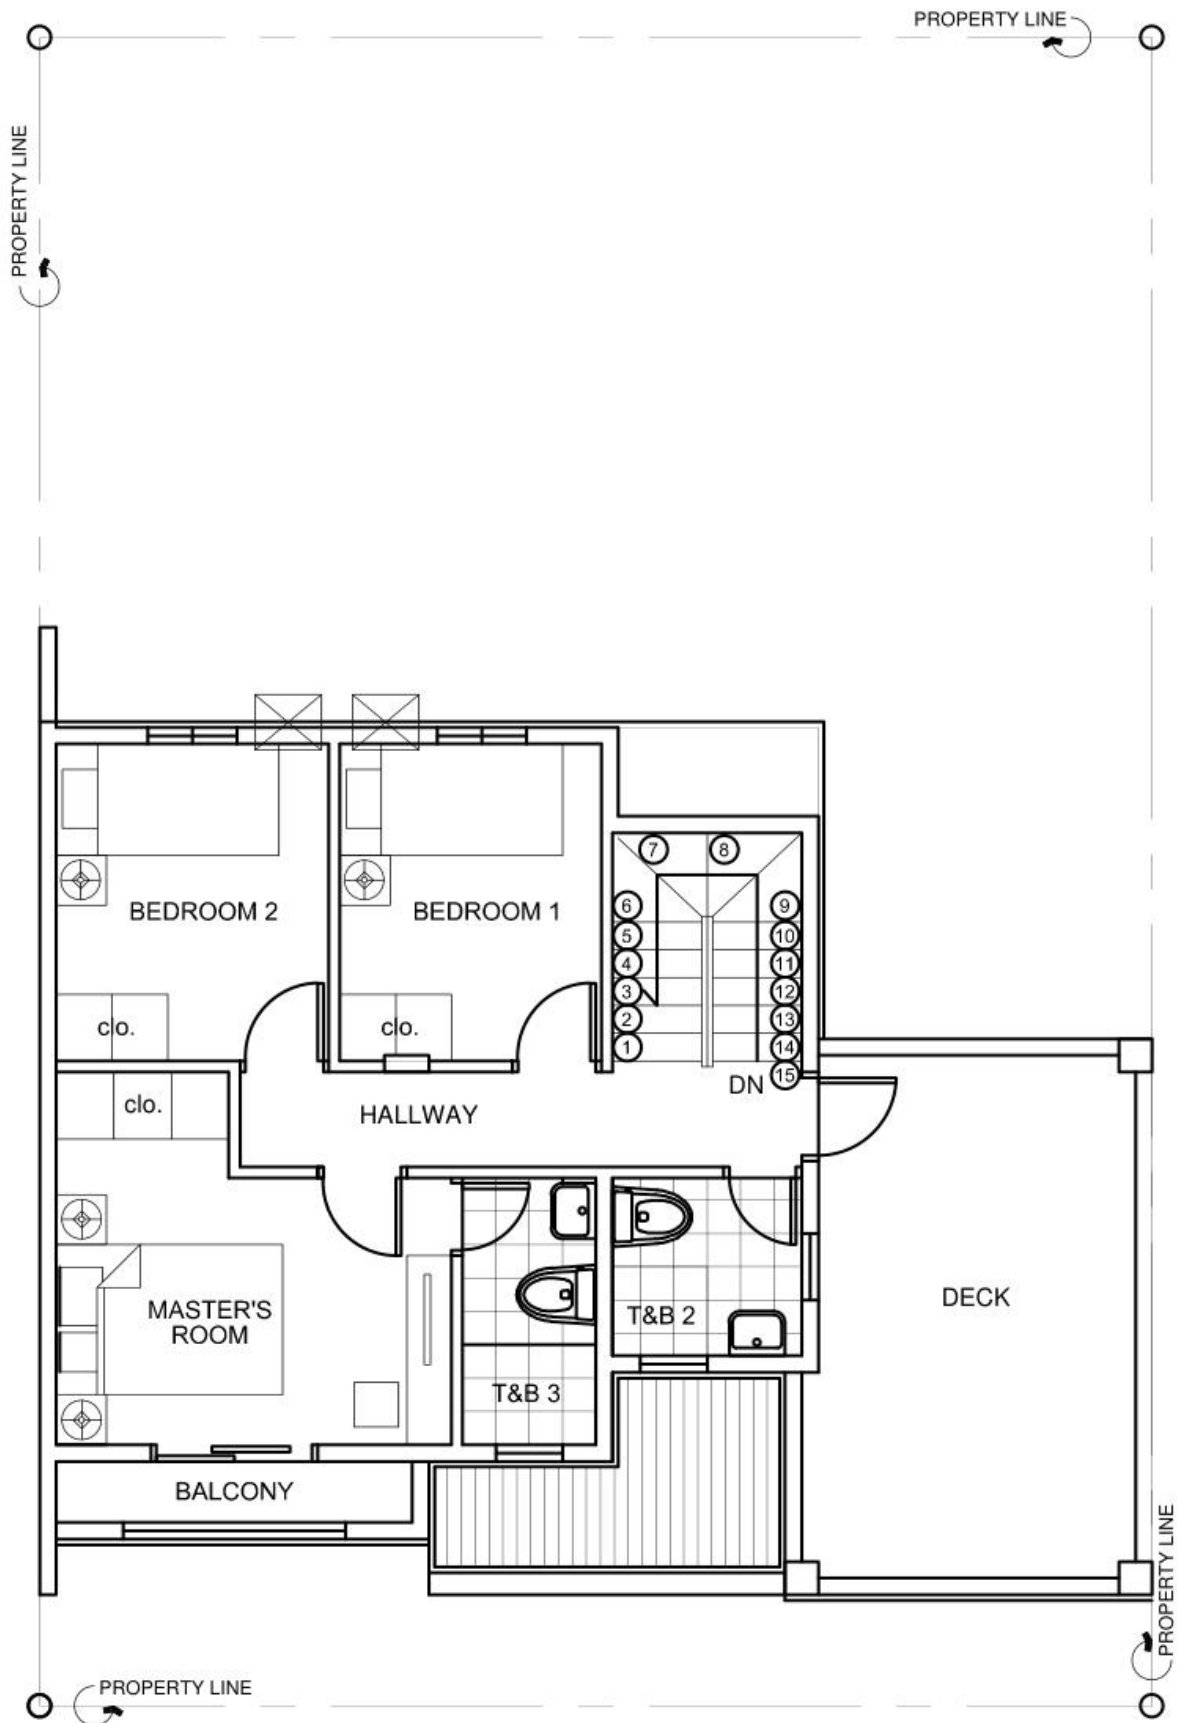 PROPERTY LINE
PROPERTY LINE
7
8
6
9
BEDROOM 2
BEDROOM 1
5
10
4
11
3
12
clo.
clo.
2
13
1
14
DN
15
clo.
HALLWAY
DECK
MASTER'S
ROOM
T&B 2
T&B 3
BALCONY
PROPERTY LINE
PROPERTY LINE